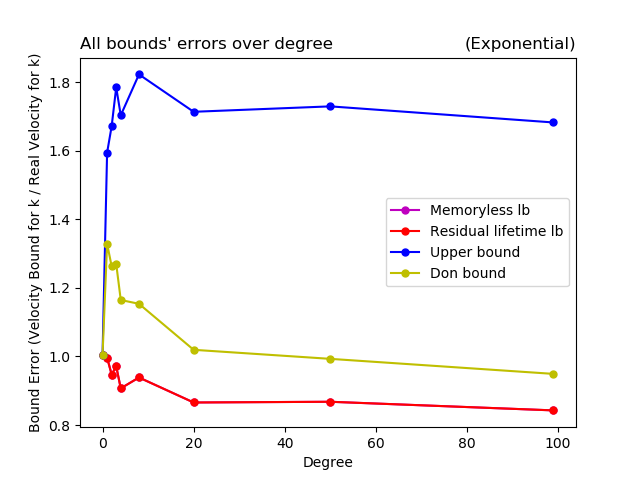 All bounds' errors over degree (Exponential)
Bound Error (Velocity Bound for k / Real Velocity for k)
1.8
1.6
1.4
1.2
1.0
0.8
Memoryless lb
Residual lifetime lb
Upper bound
Don bound
0 20 40 60 80 100
Degree